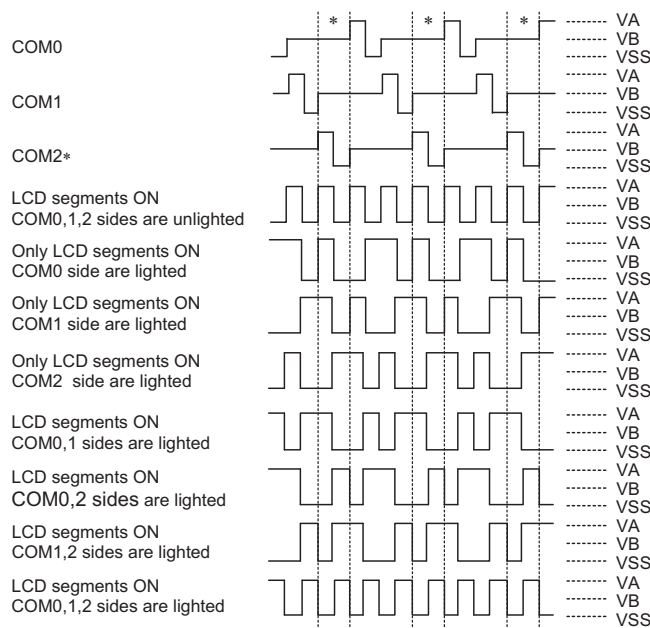 * * *
COM0
VA
VB
VSS
COM1
VA
VB
VSS
COM2*
VA
VB
VSS
LCD segments ON
COM0,1,2 sides are unlighted
VA
VB
VSS
Only LCD segments ON
COM0 side are lighted
VA
VB
VSS
Only LCD segments ON
COM1 side are lighted
VA
VB
VSS
Only LCD segments ON
COM2 side are lighted
VA
VB
VSS
LCD segments ON
COM0,1 sides are lighted
VA
VB
VSS
LCD segments ON
COM0,2 sides are lighted
VA
VB
VSS
LCD segments ON
COM1,2 sides are lighted
VA
VB
VSS
LCD segments ON
COM0,1,2 sides are lighted
VA
VB
VSS